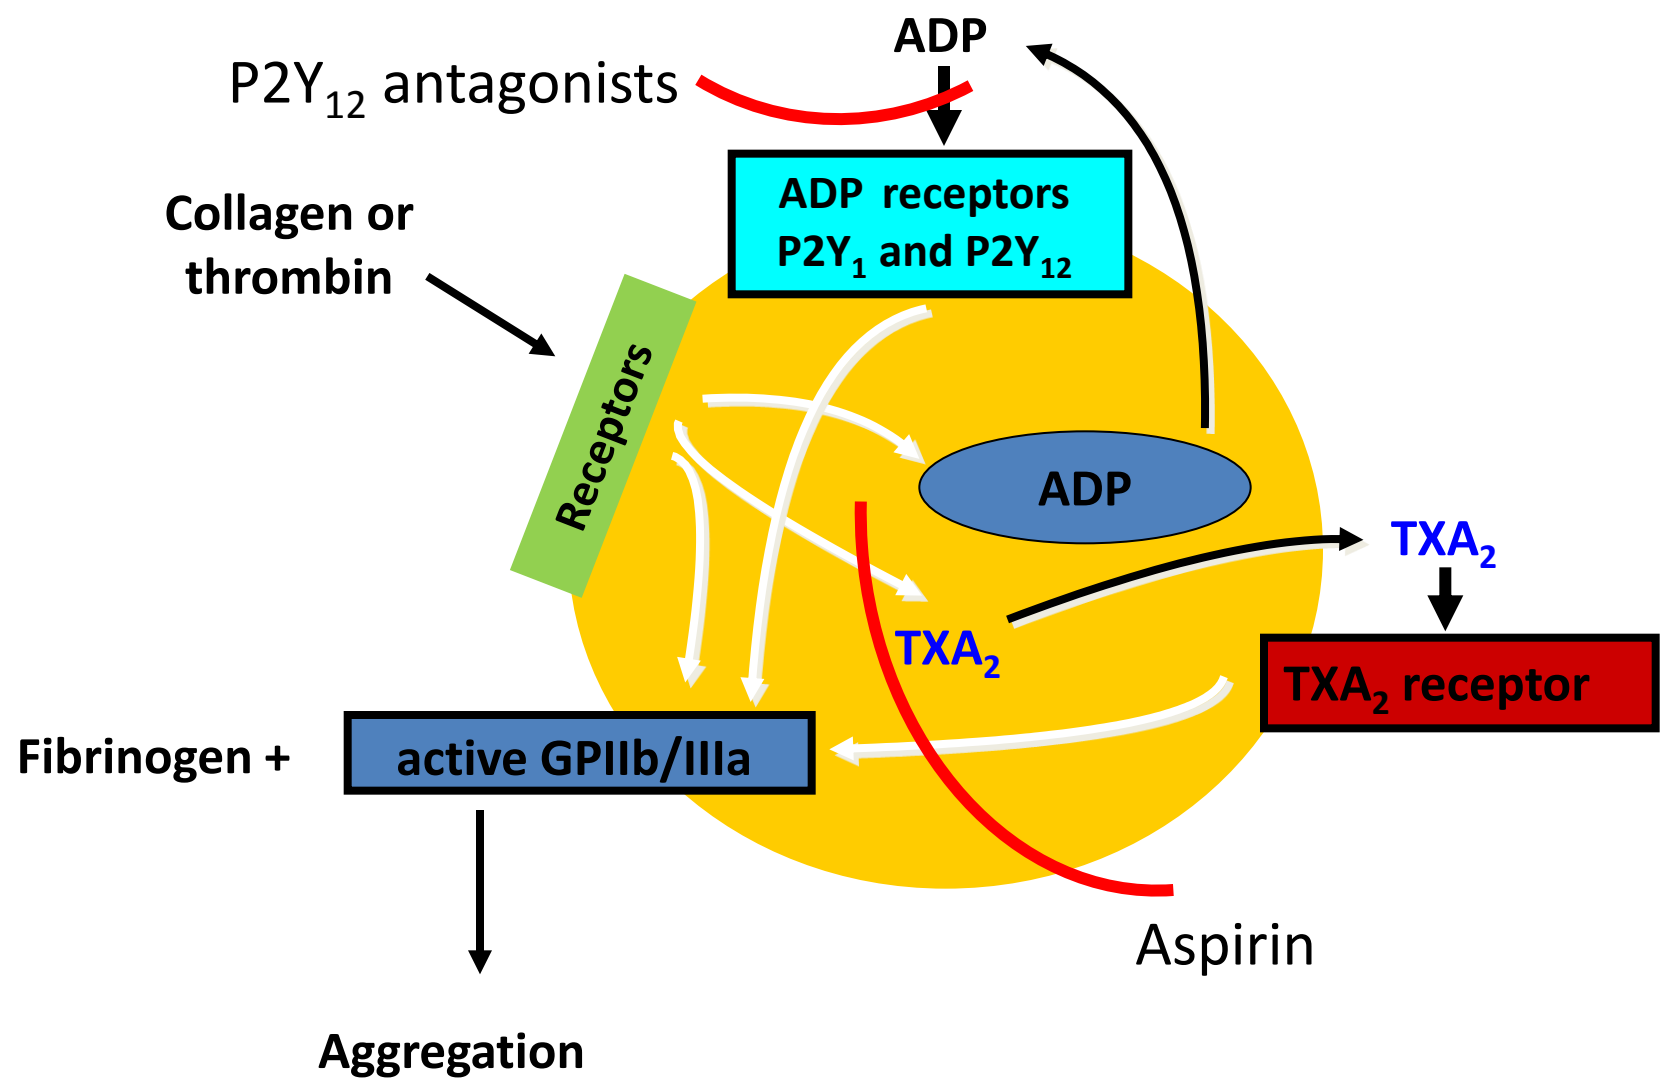 ADP
P2Y₁₂ antagonists
ADP receptors
P2Y₁ and P2Y₁₂
Collagen or
thrombin
Receptors
ADP
TXA₂
TXA₂
TXA₂ receptor
Fibrinogen +
active GPIIb/IIIa
Aspirin
Aggregation